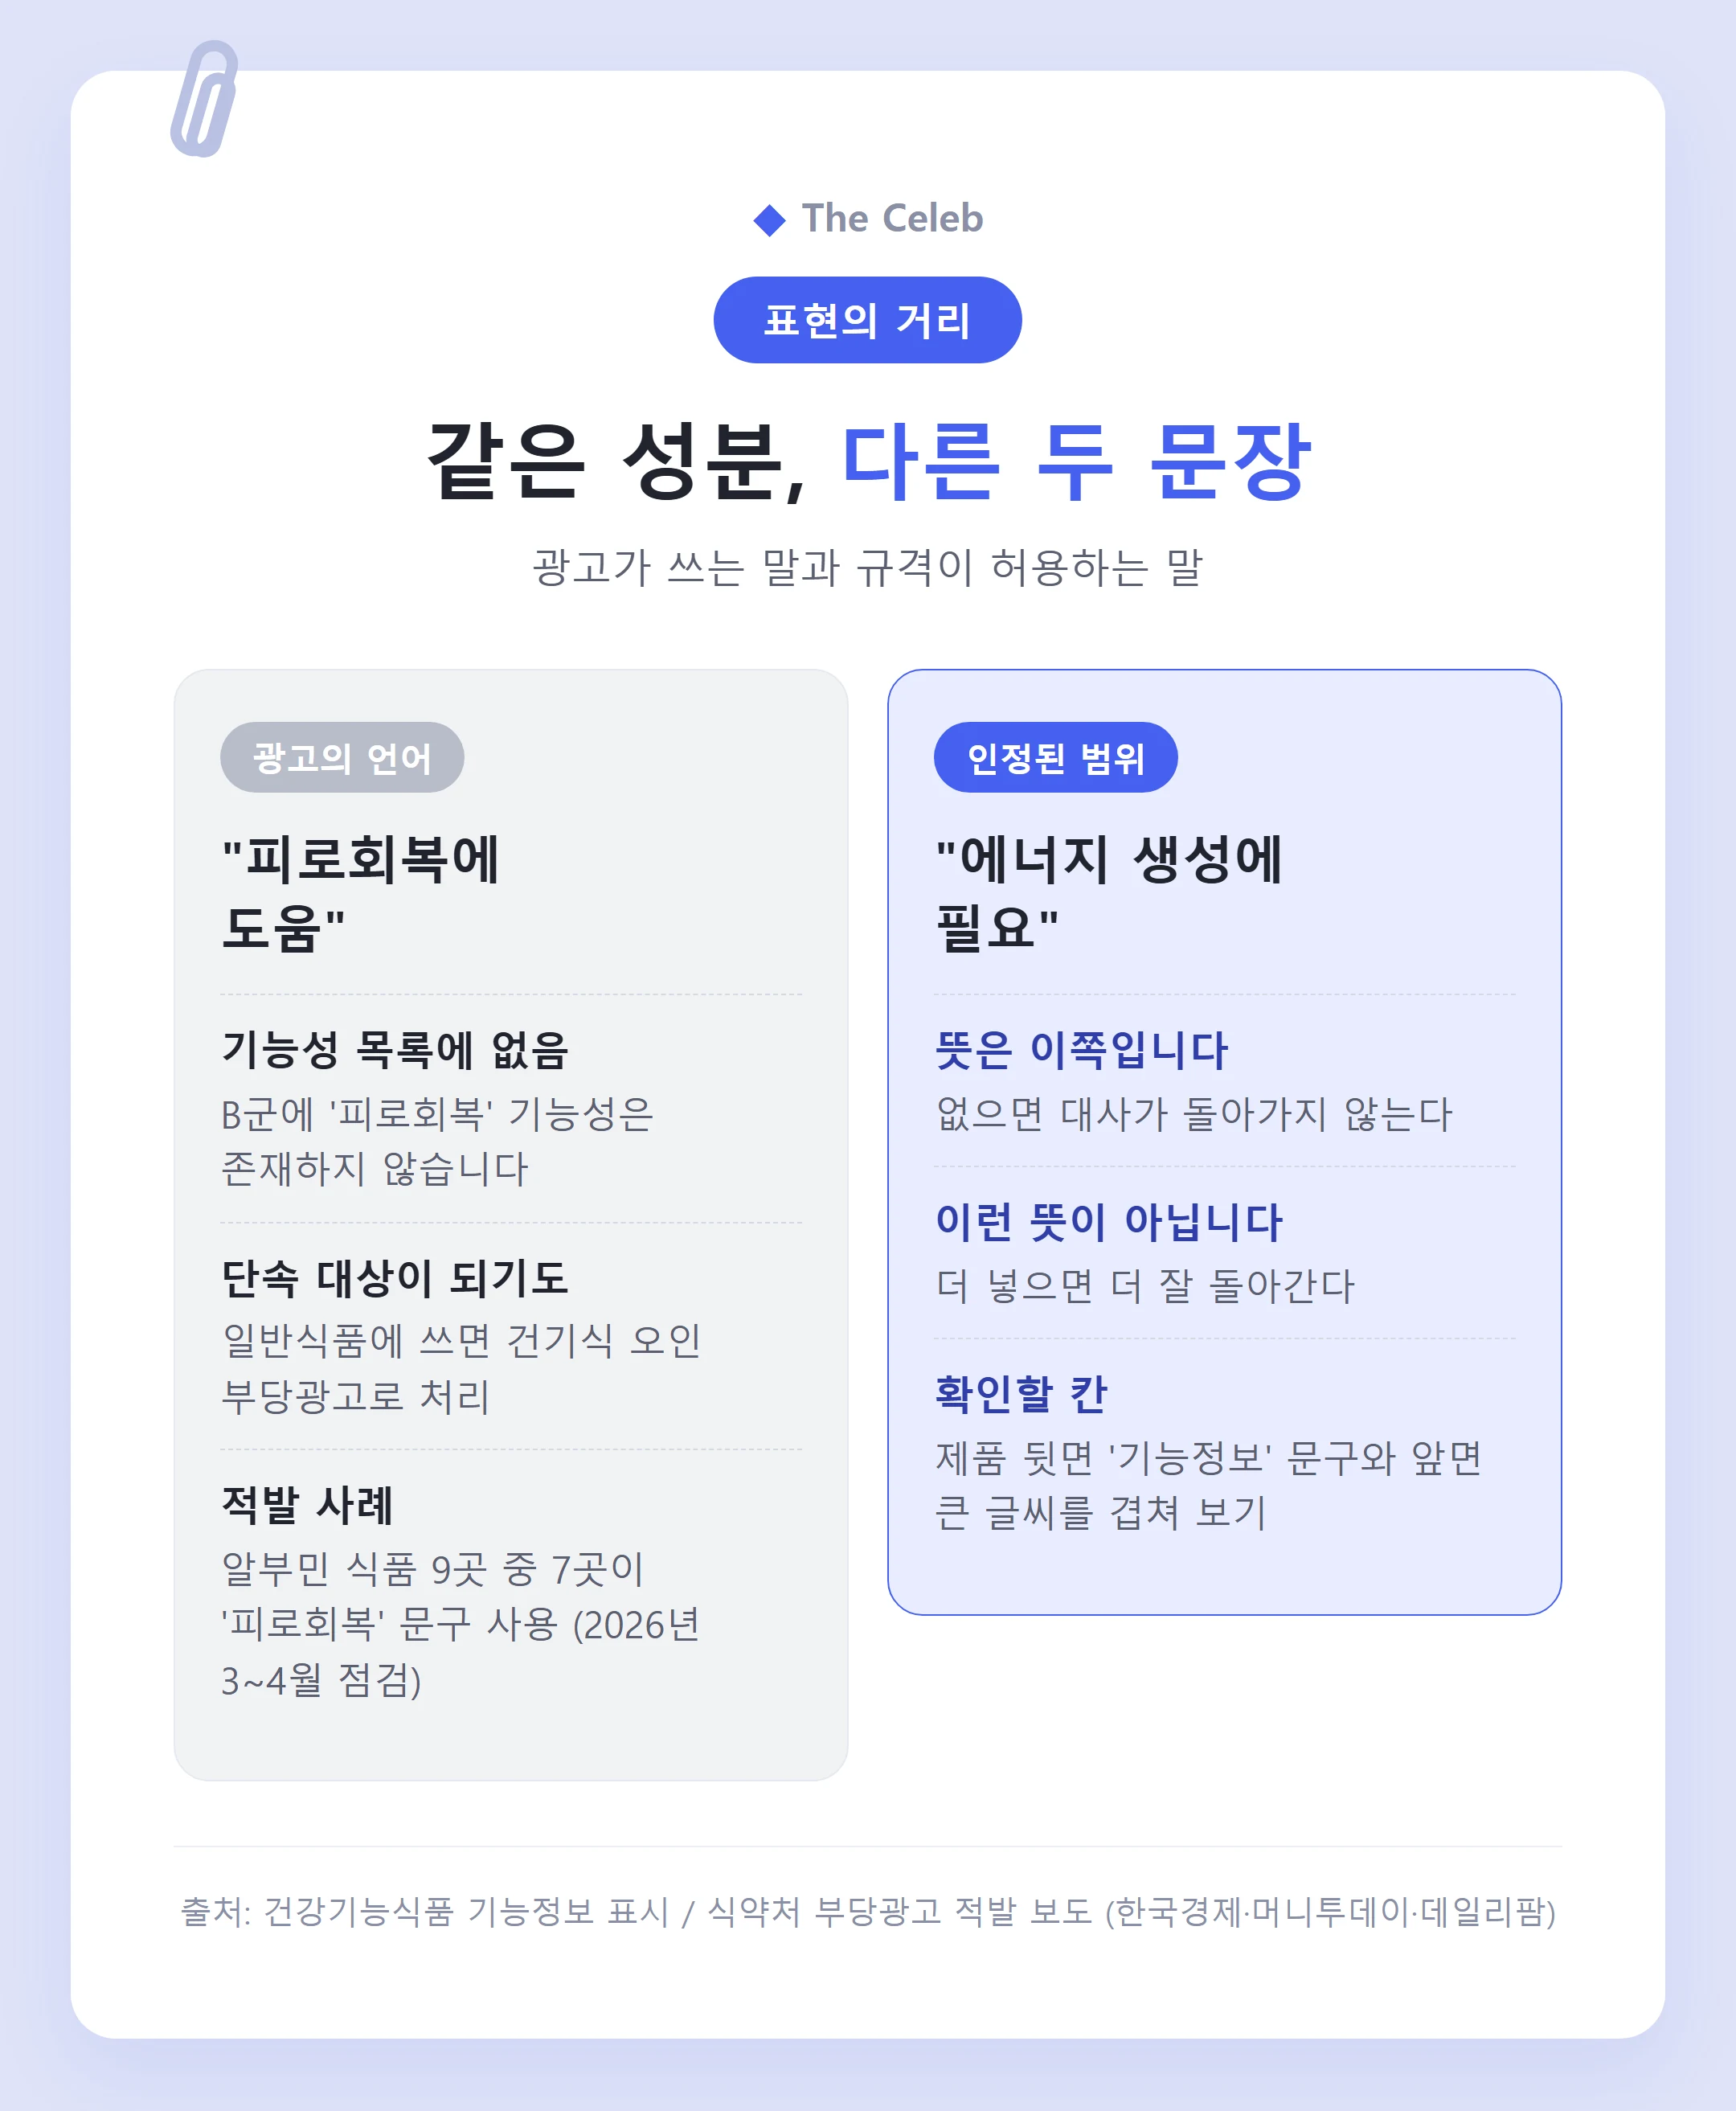 The Celeb
표현의 거리
같은 성분, 다른 두 문장
광고가 쓰는 말과 규격이 허용하는 말
광고의 언어
"피로회복에
도움"
기능성 목록에 없음
B군에 '피로회복' 기능성은
존재하지 않습니다
단속 대상이 되기도
일반식품에 쓰면 건기식 오인
부당광고로 처리
적발 사례
알부민 식품 9곳 중 7곳이
'피로회복' 문구 사용 (2026년
3~4월 점검)
인정된 범위
"에너지 생성에
필요"
뜻은 이쪽입니다
없으면 대사가 돌아가지 않는다
이런 뜻이 아닙니다
더 넣으면 더 잘 돌아간다
확인할 칸
제품 뒷면 '기능정보' 문구와 앞면
큰 글씨를 겹쳐 보기
출처: 건강기능식품 기능정보 표시 / 식약처 부당광고 적발 보도 (한국경제·머니투데이·데일리팜)